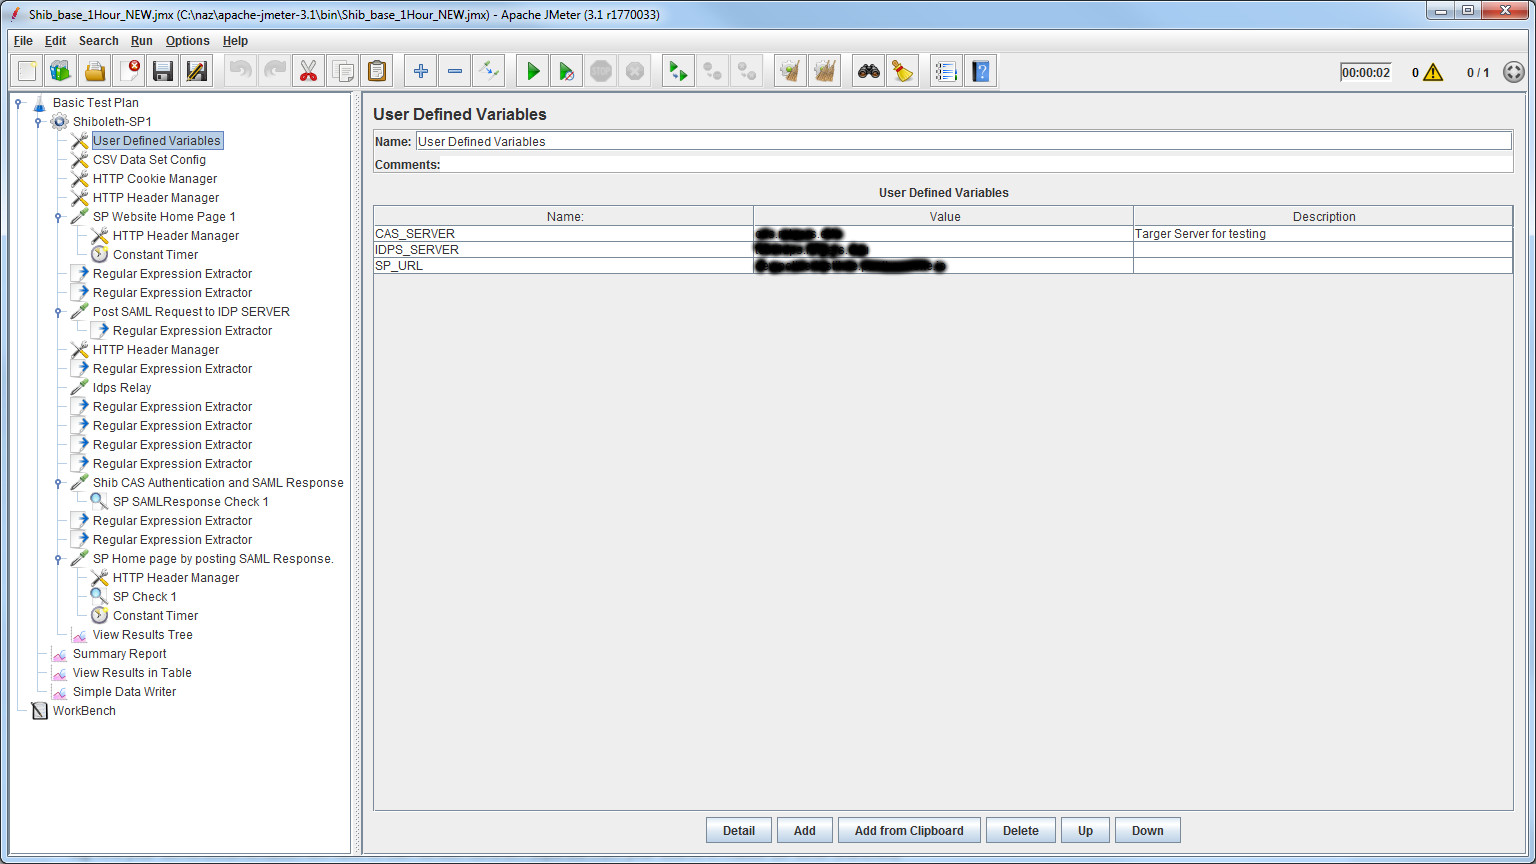 Shib_base_1Hour_NEW.jmx (C:\naz\apache-jmeter-3.1\bin\Shib_base_1Hour_NEW.jmx) - Apache JMeter (3.1 r1770033)
File Edit Search Run Options Help
00:00:02 0 0 / 1
Basic Test Plan
Shiboleth-SP1
User Defined Variables
CSV Data Set Config
HTTP Cookie Manager
HTTP Header Manager
SP Website Home Page 1
HTTP Header Manager
Constant Timer
Regular Expression Extractor
Regular Expression Extractor
Post SAML Request to IDP SERVER
Regular Expression Extractor
HTTP Header Manager
Regular Expression Extractor
Idps Relay
Regular Expression Extractor
Regular Expression Extractor
Regular Expression Extractor
Regular Expression Extractor
Shib CAS Authentication and SAML Response
SP SAMLResponse Check 1
Regular Expression Extractor
Regular Expression Extractor
SP Home page by posting SAML Response.
HTTP Header Manager
SP Check 1
Constant Timer
View Results Tree
Summary Report
View Results in Table
Simple Data Writer
WorkBench
User Defined Variables
Name: User Defined Variables
Comments:
User Defined Variables
Name: Value Description
CAS_SERVER Targer Server for testing
IDPS_SERVER
SP_URL
Detail Add Add from Clipboard Delete Up Down